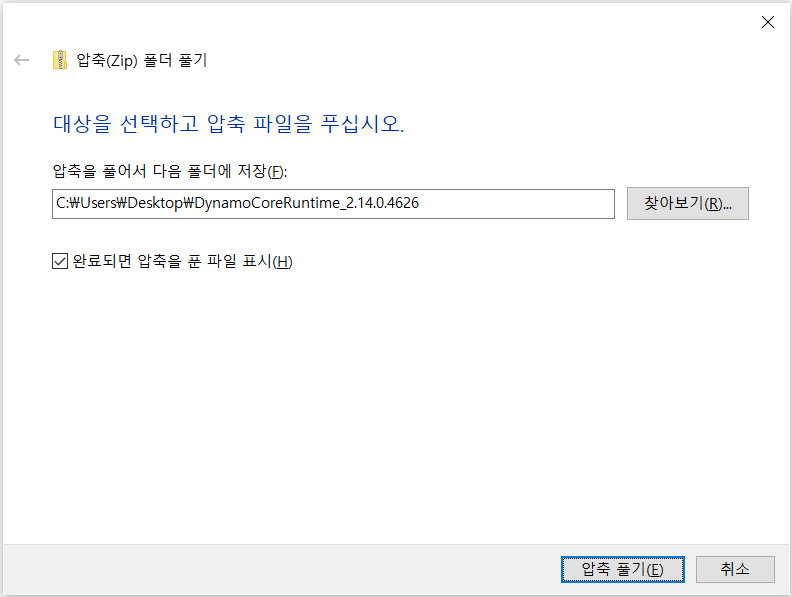 압축(Zip) 폴더 풀기
대상을 선택하고 압축 파일을 푸십시오.
압축을 풀어서 다음 폴더에 저장(F):
C:₩Users₩Desktop₩DynamoCoreRuntime_2.14.0.4626
찾아보기(R)...
완료되면 압축을 푼 파일 표시(H)
압축 풀기(E)
취소